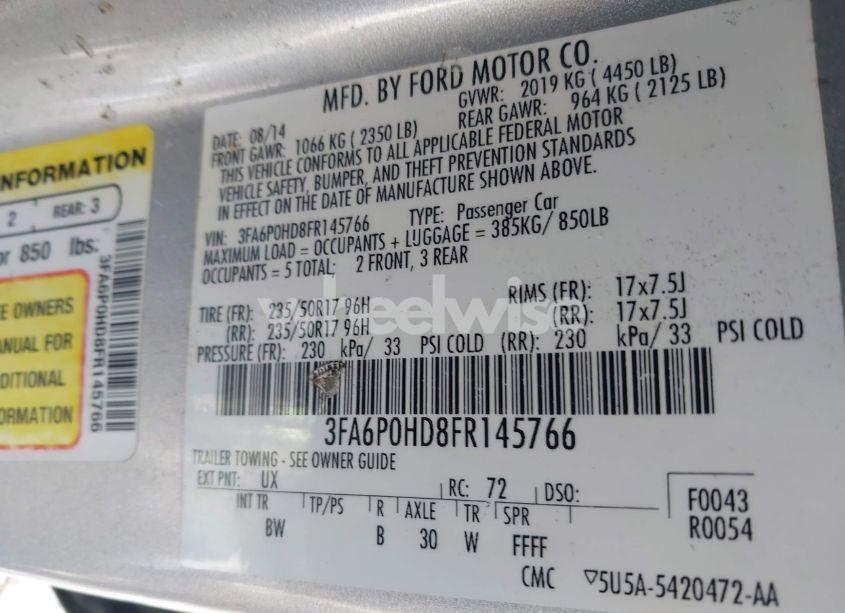 MFD. BY FORD MOTOR CO.
DATE: 08/14 GVWR: 2019 KG ( 4450 LB)
FRONT GAWR: 1066 KG ( 2350 LB) REAR GAWR: 964 KG ( 2125 LB)
THIS VEHICLE CONFORMS TO ALL APPLICABLE FEDERAL MOTOR
VEHICLE SAFETY, BUMPER, AND THEFT PREVENTION STANDARDS
IN EFFECT ON THE DATE OF MANUFACTURE SHOWN ABOVE.
VIN: 3FA6P0HD8FR145766 TYPE: Passenger Car
MAXIMUM LOAD = OCCUPANTS + LUGGAGE = 385KG/ 850LB
OCCUPANTS = 5 TOTAL; 2 FRONT, 3 REAR
TIRE (FR): 235/50R17 96H RIMS (FR): 17x7.5J
(RR): 235/50R17 96H (RR): 17x7.5J
PRESSURE (FR): 230 kPa/ 33 PSI COLD (RR): 230 kPa/ 33 PSI COLD
3FA6P0HD8FR145766
TRAILER TOWING - SEE OWNER GUIDE
EXT PNT: UX RC: 72 DSO:
INT TR TP/PS R AXLE TR SPR
BW B 30 W FFFF
F0043
R0054
CMC ▽5U5A-5420472-AA
INFORMATION
2 REAR: 3
or 850 lbs.
OWNERS
MANUAL FOR
3FA6P0HD8FR145766
wheelwise